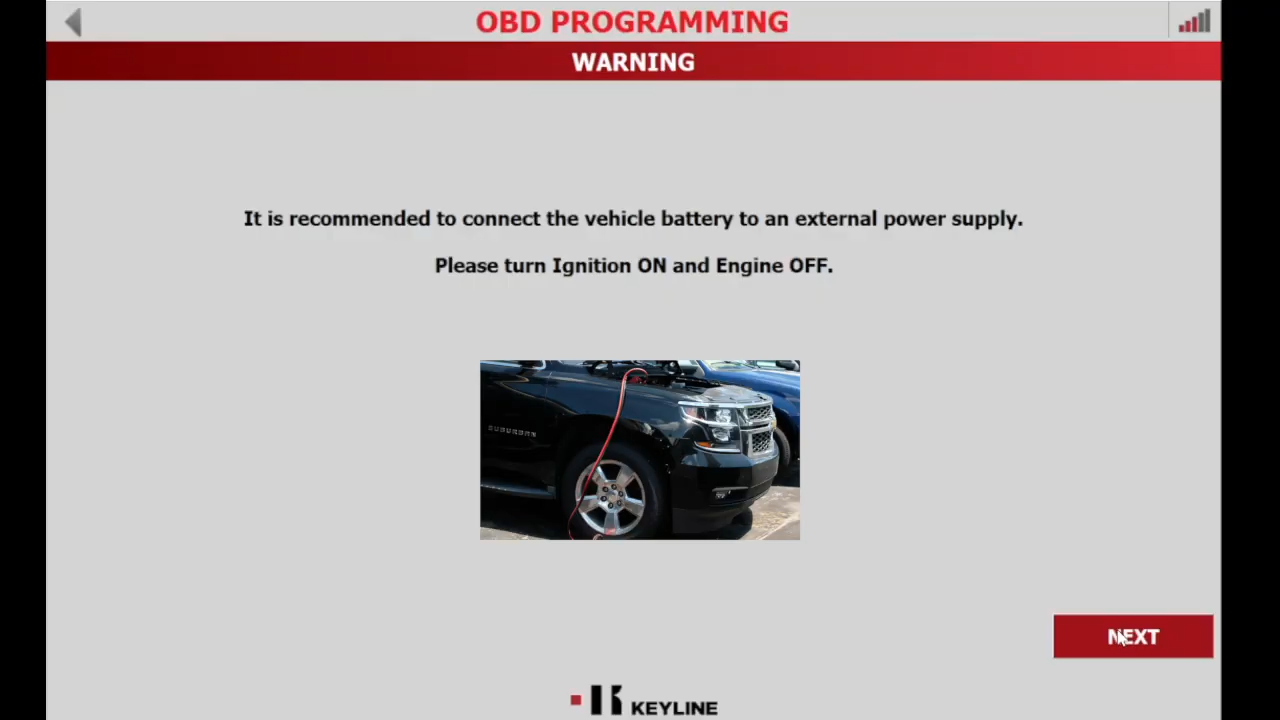 OBD PROGRAMMING
WARNING
It is recommended to connect the vehicle battery to an external power supply.
Please turn Ignition ON and Engine OFF.
SUBURBAN
NEXT
KEYLINE